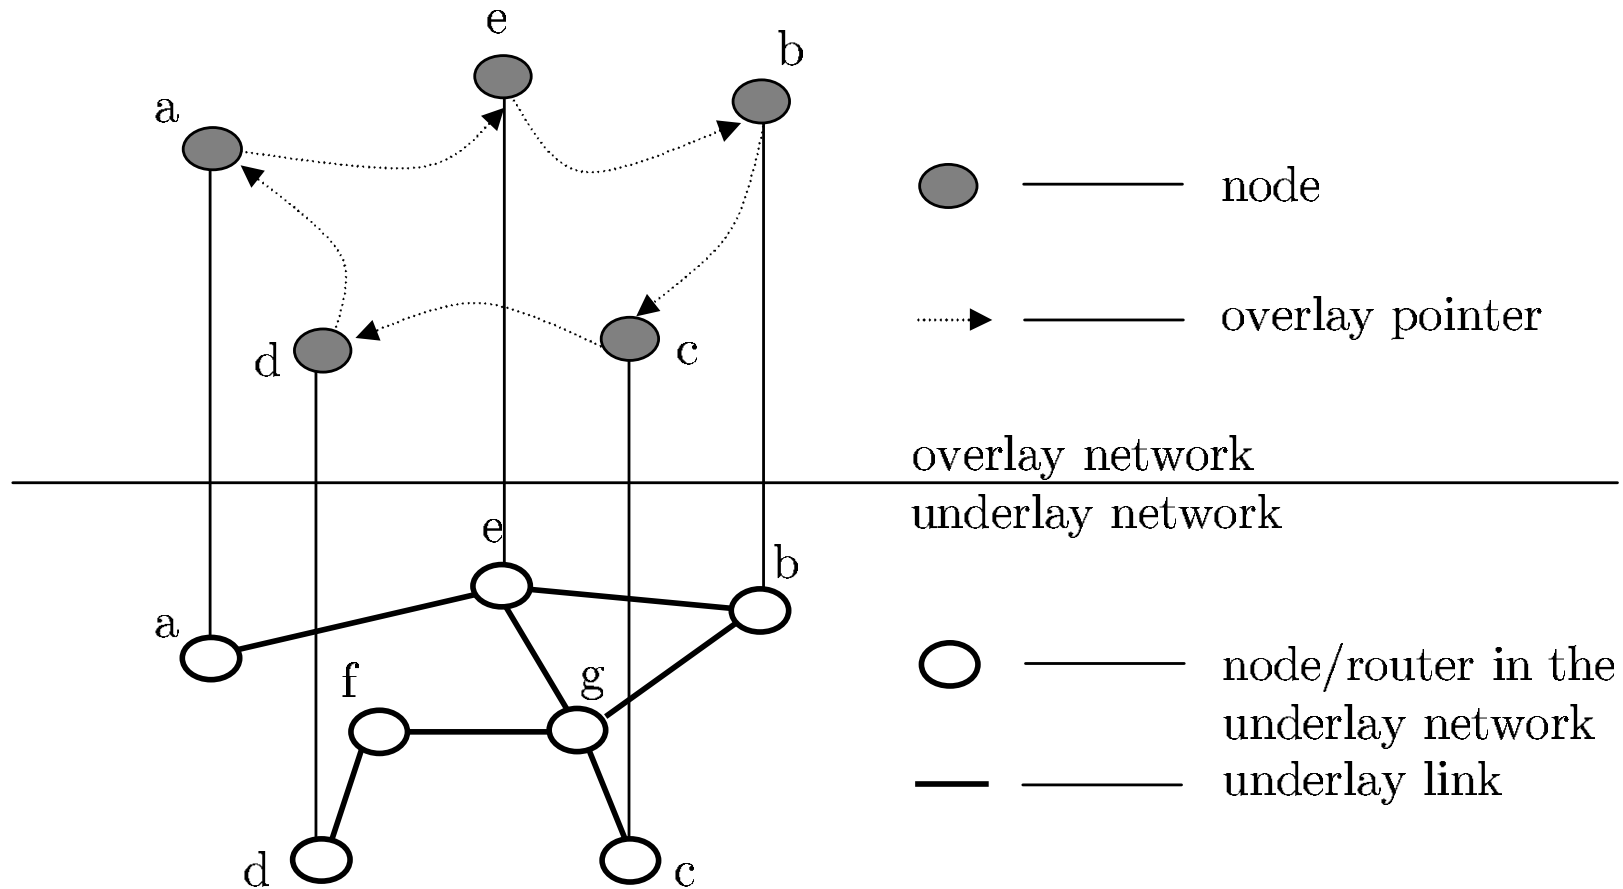 e
b
a
node
overlay pointer
d
c
overlay network
underlay network
e
b
a
f
g
node/router in the
underlay network
underlay link
d
c